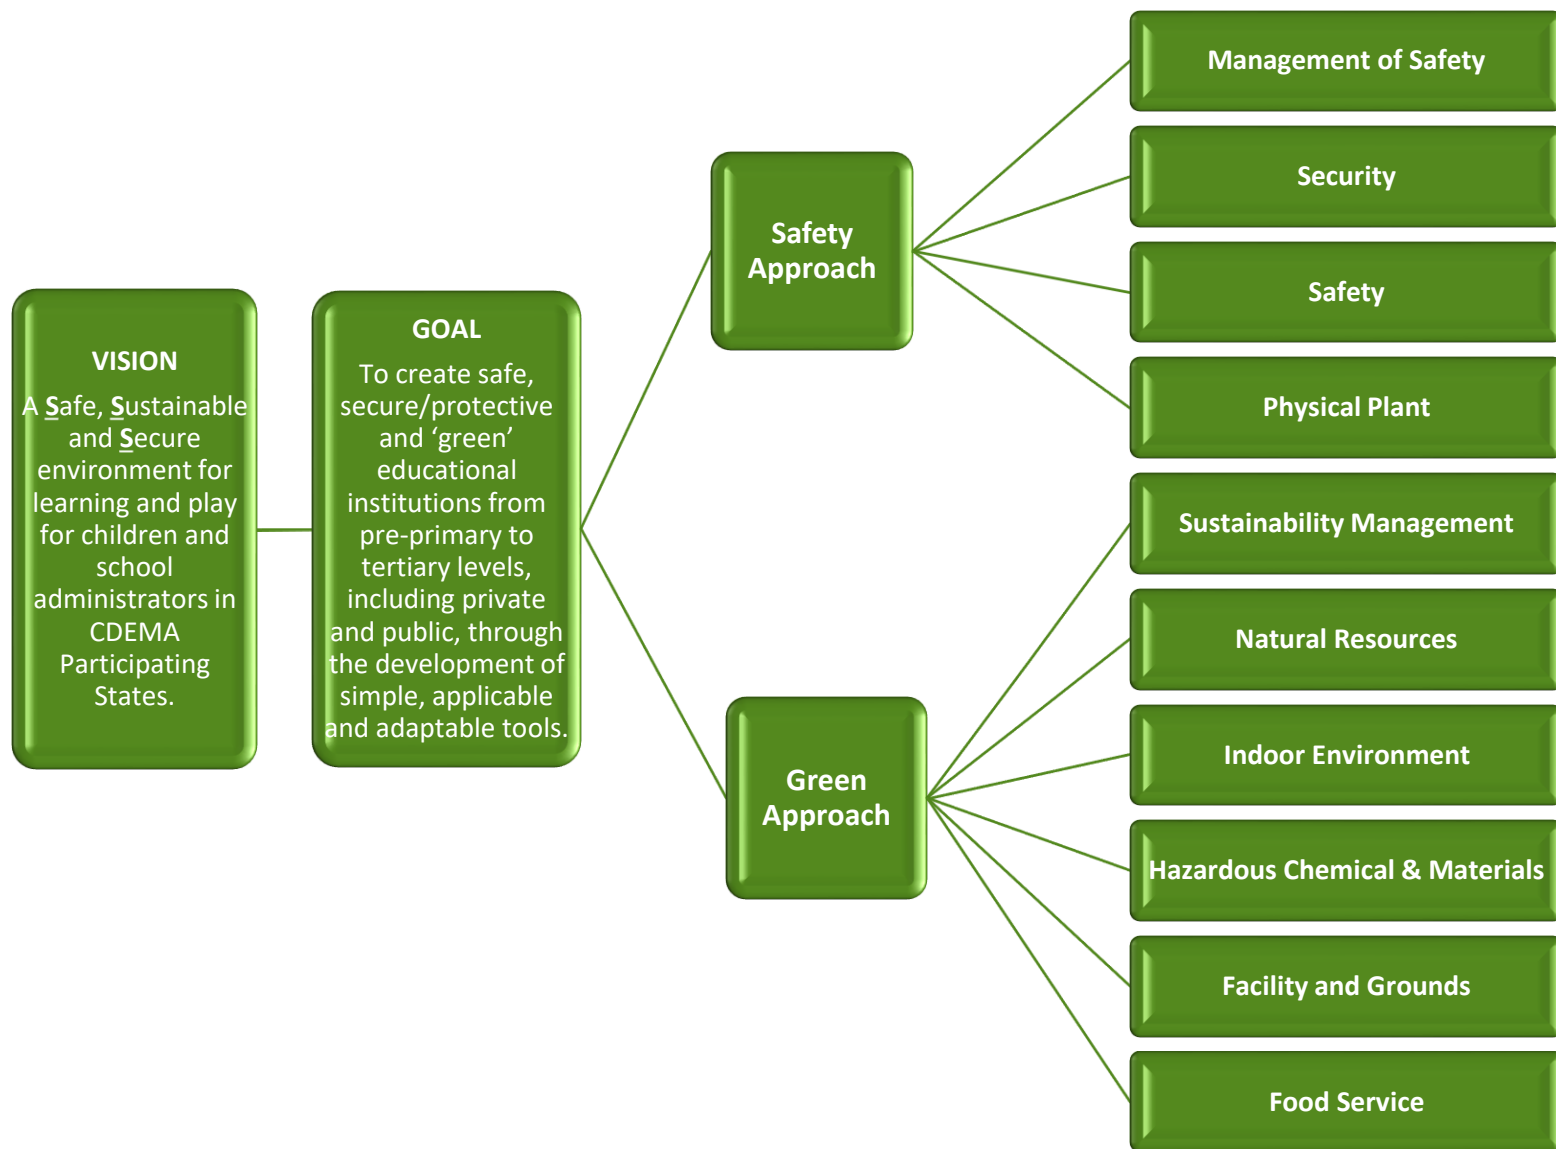 VISION
A Safe, Sustainable
and Secure
environment for
learning and play
for children and
school
administrators in
CDEMA
Participating
States.
GOAL
To create safe,
secure/protective
and ‘green’
educational
institutions from
pre-primary to
tertiary levels,
including private
and public, through
the development of
simple, applicable
and adaptable tools.
Safety
Approach
Management of Safety
Security
Safety
Physical Plant
Green
Approach
Sustainability Management
Natural Resources
Indoor Environment
Hazardous Chemical & Materials
Facility and Grounds
Food Service